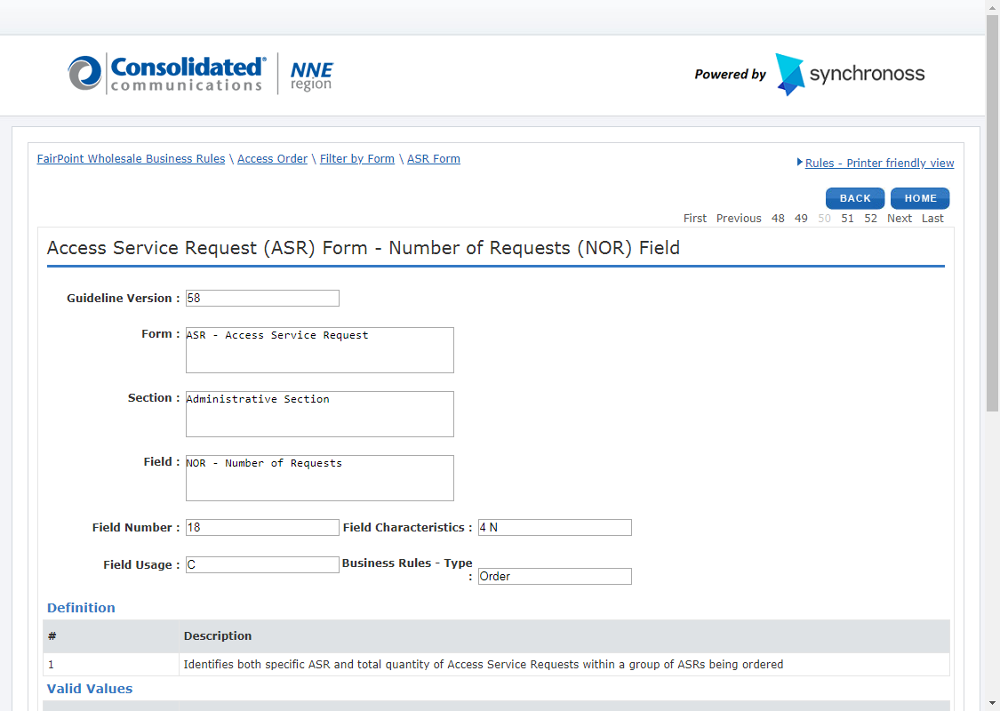 Consolidated communications NNE region
Powered by synchronoss
FairPoint Wholesale Business Rules \ Access Order \ Filter by Form \ ASR Form
Rules - Printer friendly view
BACK HOME
First Previous 48 49 50 51 52 Next Last
Access Service Request (ASR) Form - Number of Requests (NOR) Field
Guideline Version : 58
Form : ASR - Access Service Request
Section : Administrative Section
Field : NOR - Number of Requests
Field Number : 18 Field Characteristics : 4 N
Field Usage : C Business Rules - Type : Order
Definition
# Description
1 Identifies both specific ASR and total quantity of Access Service Requests within a group of ASRs being ordered
Valid Values